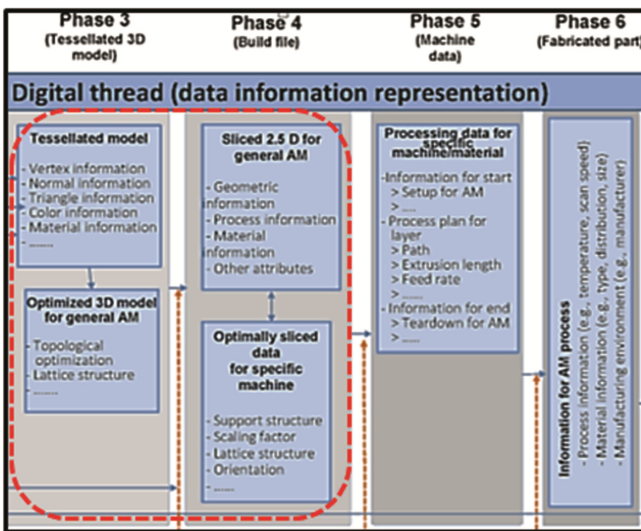 Phase 3
(Tessellated 3D
model)
Phase 4
(Build file)
Phase 5
(Machine
data)
Phase 6
(Fabricated part)
Digital thread (data information representation)
Tessellated model
- Vertex information
- Normal information
- Triangle information
- Color information
- Material information
- .......
Optimized 3D model
for general AM
- Topological
optimization
- Lattice structure
- .......
Sliced 2.5 D for
general AM
- Geometric
information
- Process information
- Material
information
- Other attributes
Optimally sliced
data
for specific
machine
- Support structure
- Scaling factor
- Lattice structure
- Orientation
- ......
Processing data for
specific
machine/material
-Information for start
> Setup for AM
> .....
- Process plan for
layer
> Path
> Extrusion length
> Feed rate
> ......
- Information for end
> Teardown for AM
> .....
Information for AM process
- Process information (e.g., temperature, scan speed)
- Material information (e.g., type, distribution, size)
- Manufacturing environment (e.g., manufacturer)